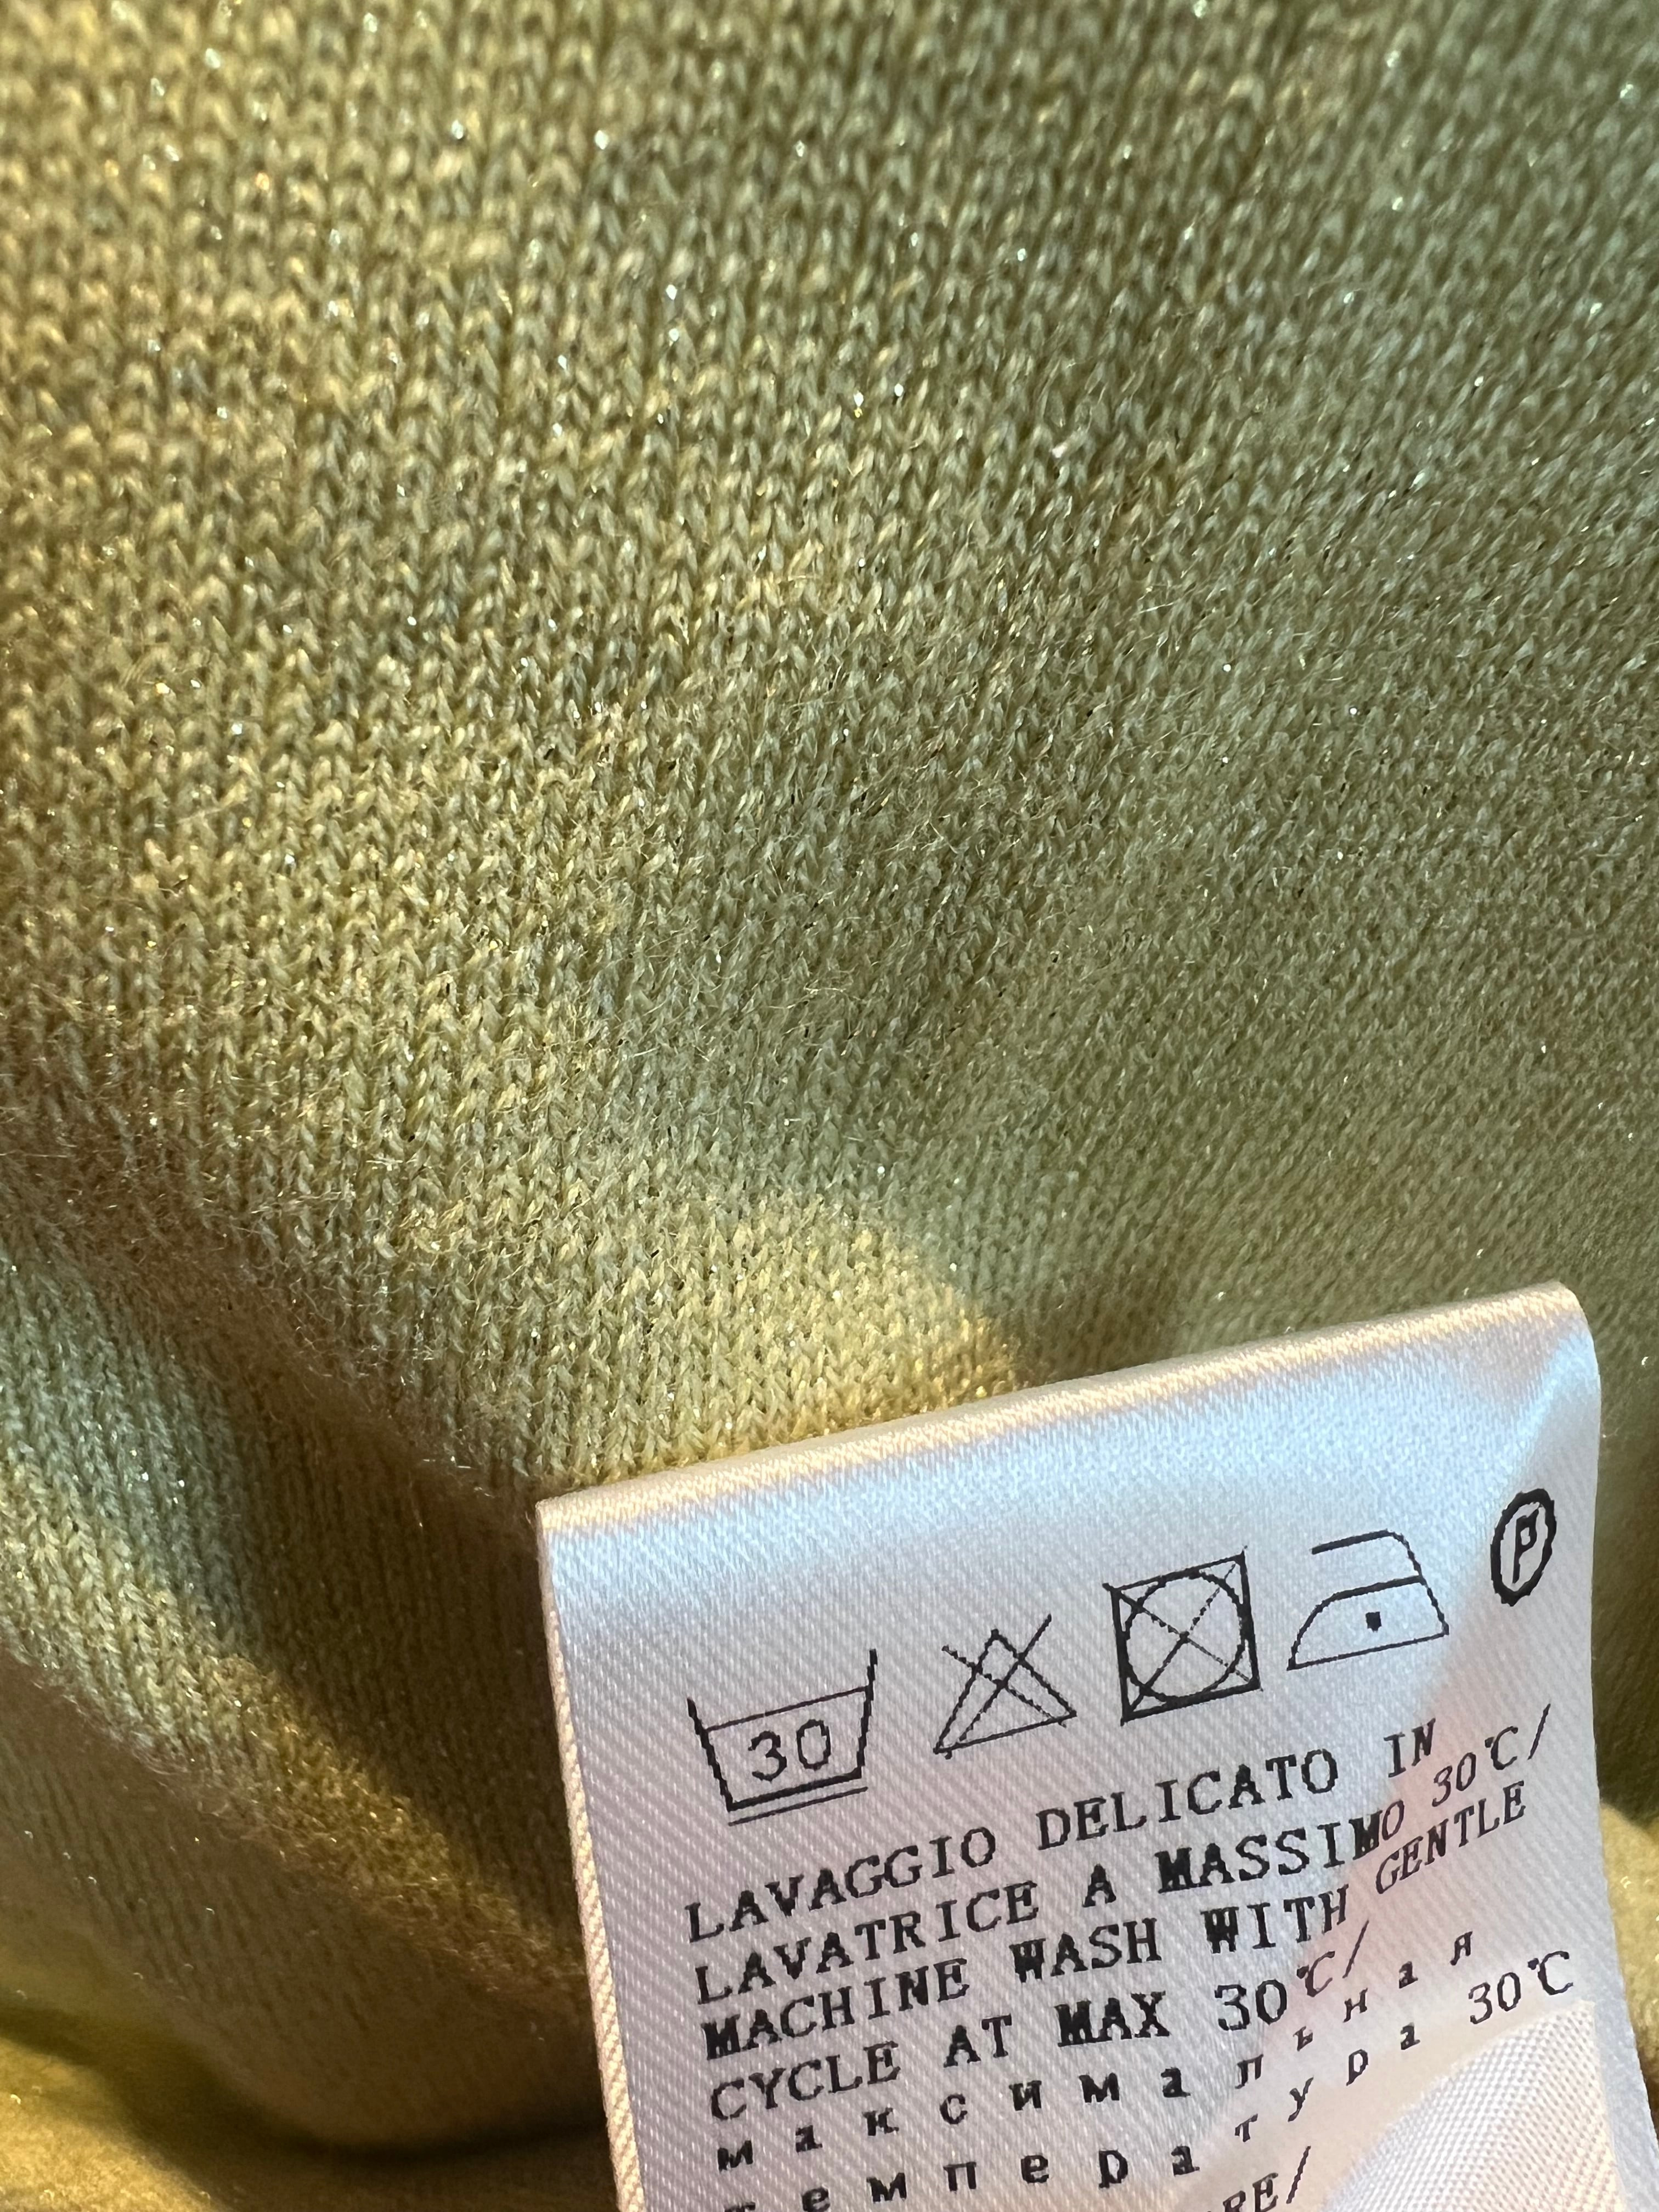 30
P
LAVAGGIO DELICATO IN
LAVATRICE A MASSIMO 30°C/
MACHINE WASH WITH GENTLE
CYCLE AT MAX 30°C/
максимальная
температура 30°C